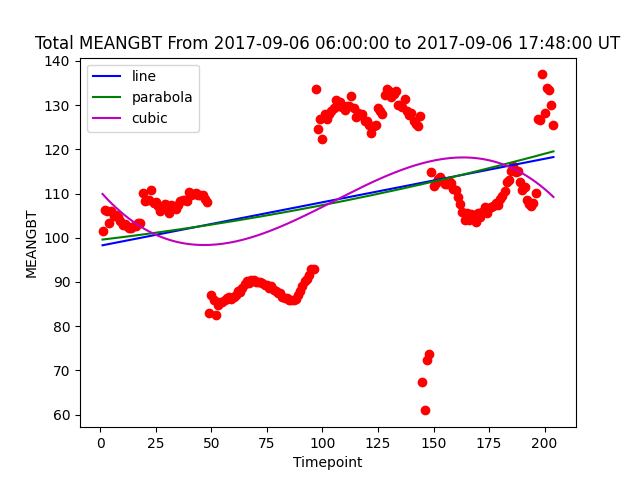 Total MEANGBT From 2017-09-06 06:00:00 to 2017-09-06 17:48:00 UT
line
parabola
cubic
140
130
120
110
100
90
80
70
60
MEANGBT
0 25 50 75 100 125 150 175 200
Timepoint